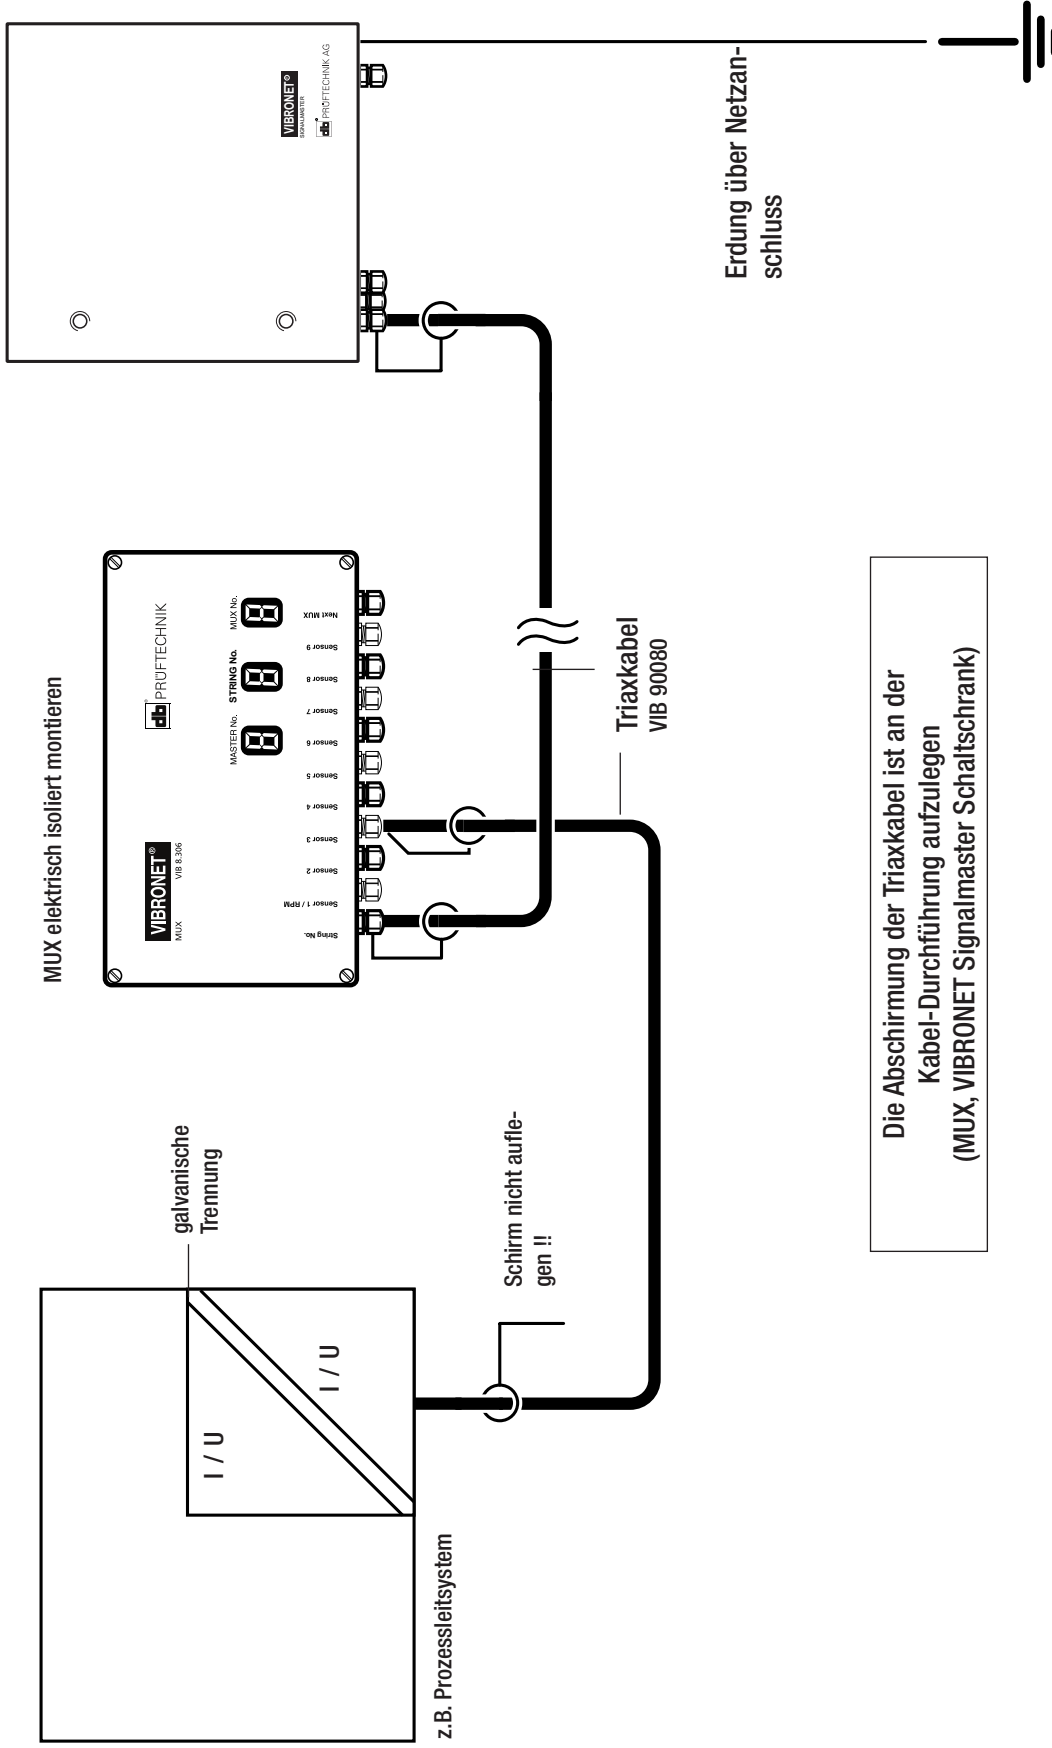 MUX elektrisch isoliert montieren
VIBRONET®
SIGNALMASTER
db PRÜFTECHNIK AG
VIBRONET®
MUX
VIB 8.306
db PRÜFTECHNIK
MASTER No.
STRING No.
MUX No.
String No.
Sensor 1 / RPM
Sensor 2
Sensor 3
Sensor 4
Sensor 5
Sensor 6
Sensor 7
Sensor 8
Sensor 9
Next MUX
galvanische
Trennung
I / U
I / U
z.B. Prozessleitsystem
Schirm nicht aufle-
gen !!
Triaxkabel
VIB 90080
Erdung über Netzan-
schluss
Die Abschirmung der Triaxkabel ist an der
Kabel-Durchführung aufzulegen
(MUX, VIBRONET Signalmaster Schaltschrank)